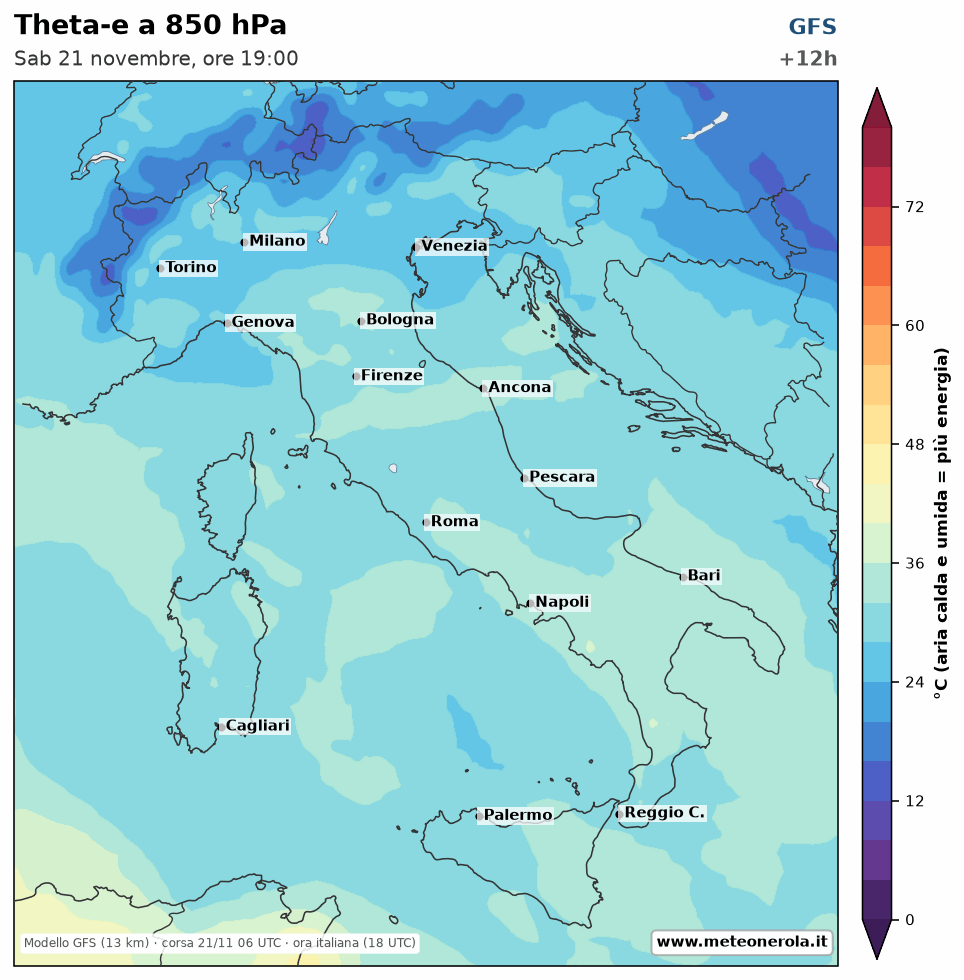 Theta-e a 850 hPa
GFS
Sab 21 novembre, ore 19:00
+12h
Milano
Venezia
Torino
Genova
Bologna
Firenze
Ancona
Pescara
Roma
Bari
Napoli
Cagliari
Palermo
Reggio C.
72
60
48
36
24
12
0
°C (aria calda e umida = più energia)
Modello GFS (13 km) · corsa 21/11 06 UTC · ora italiana (18 UTC)
www.meteonerola.it